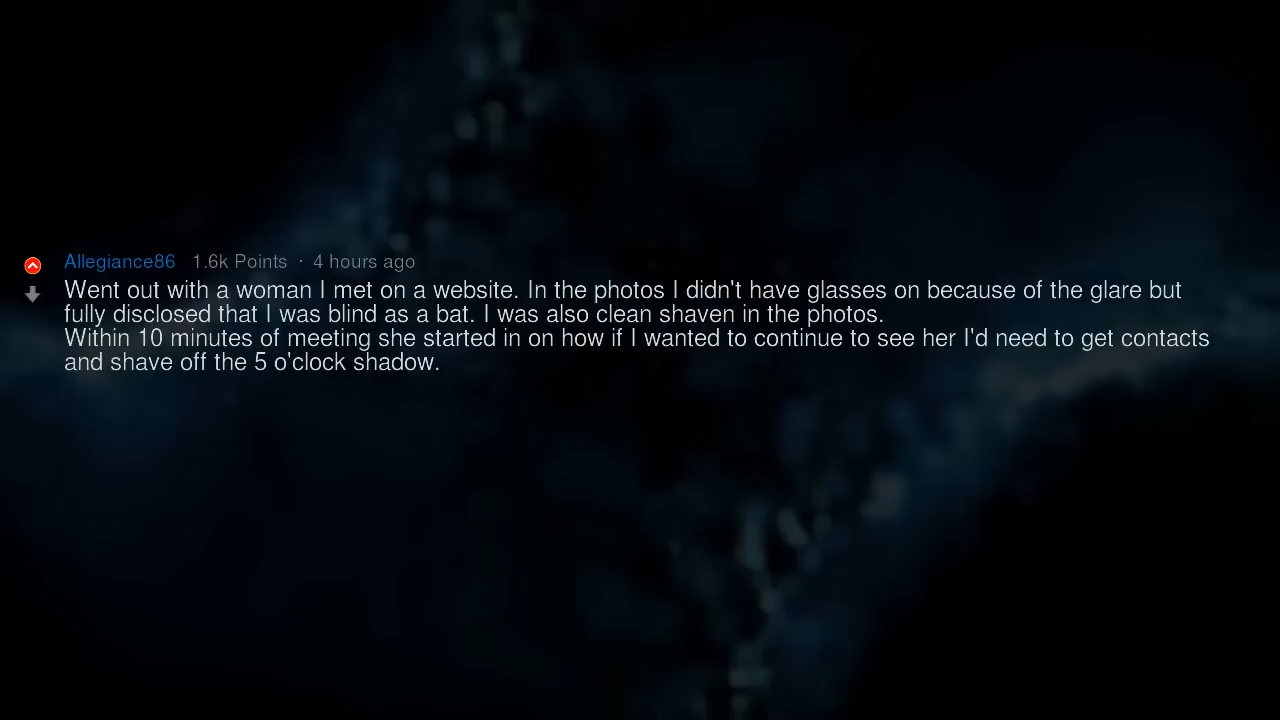 Allegiance86 1.6k Points · 4 hours ago
Went out with a woman I met on a website. In the photos I didn't have glasses on because of the glare but
fully disclosed that I was blind as a bat. I was also clean shaven in the photos.
Within 10 minutes of meeting she started in on how if I wanted to continue to see her I'd need to get contacts
and shave off the 5 o'clock shadow.